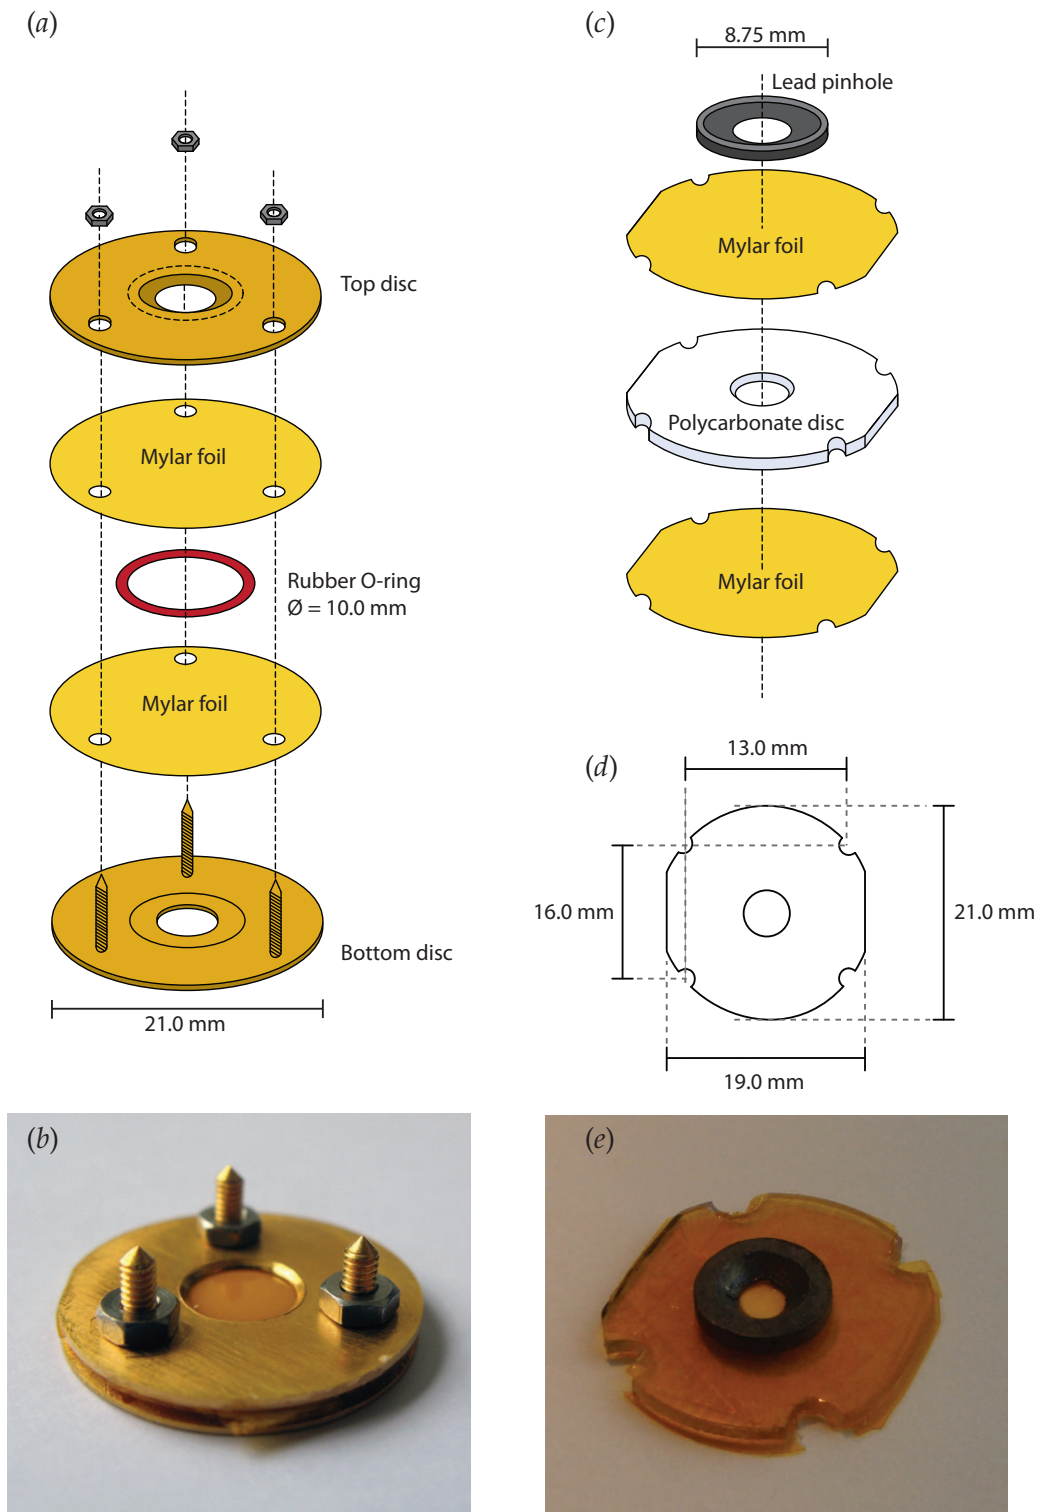 (a)
Top disc
Mylar foil
Rubber O-ring
Ø = 10.0 mm
Mylar foil
Bottom disc
21.0 mm
(b)
(c)
8.75 mm
Lead pinhole
Mylar foil
Polycarbonate disc
Mylar foil
(d)
13.0 mm
16.0 mm
21.0 mm
19.0 mm
(e)